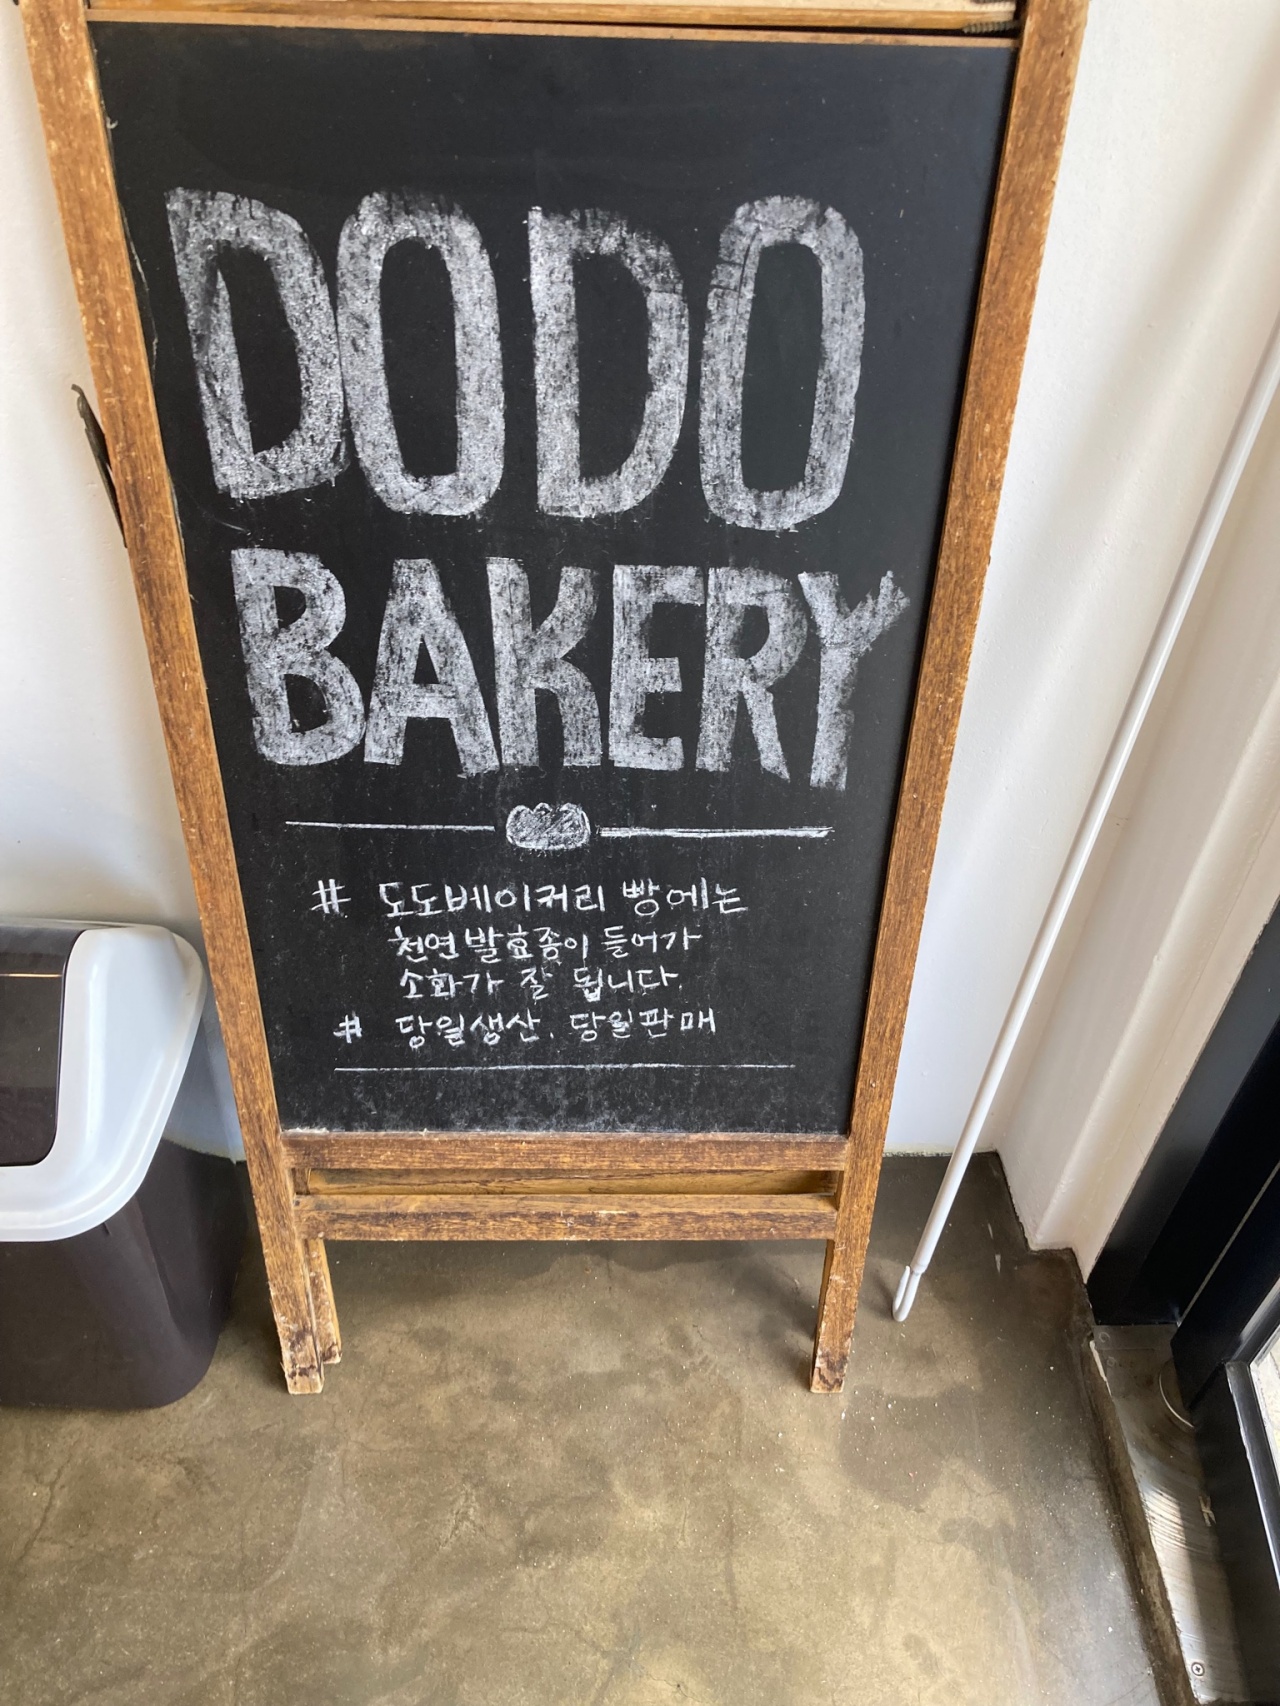 DODO
BAKERY
# 도도베이커리 빵에는
천연발효종이 들어가
소화가 잘 됩니다.
# 당일생산. 당일판매